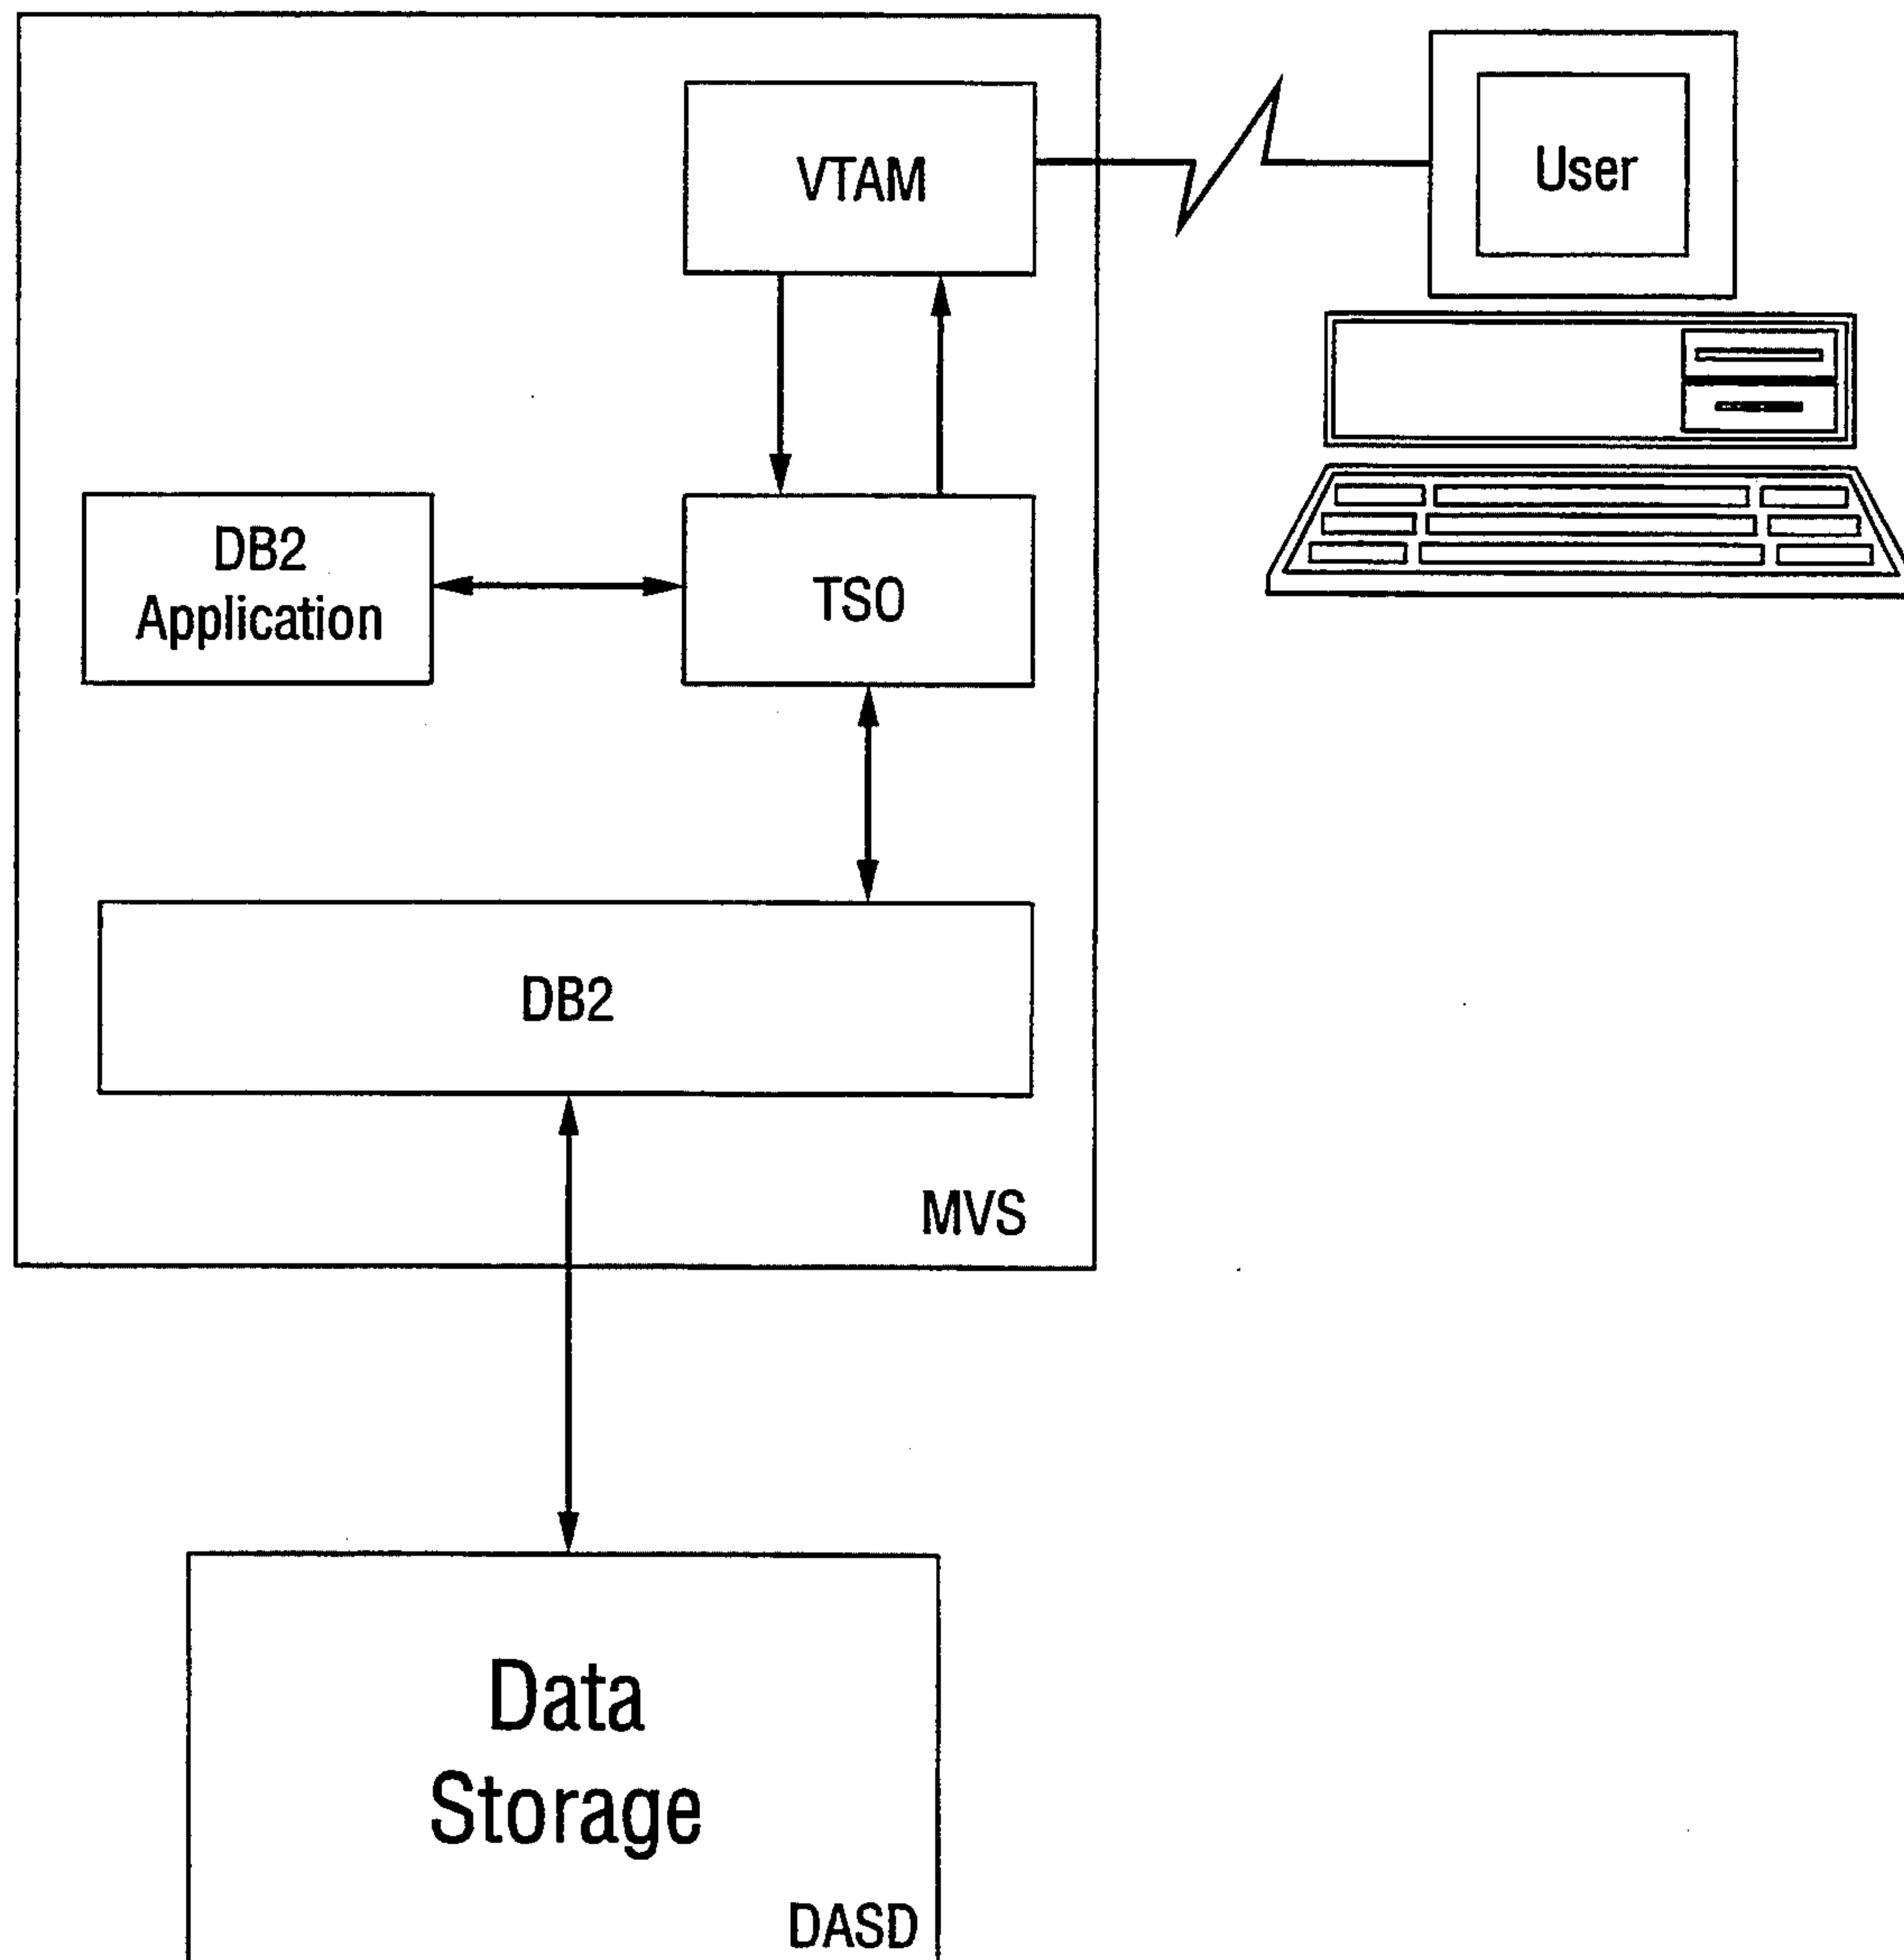 VTAM
User
DB2
Application
TSO
DB2
MVS
Data
Storage
DASD